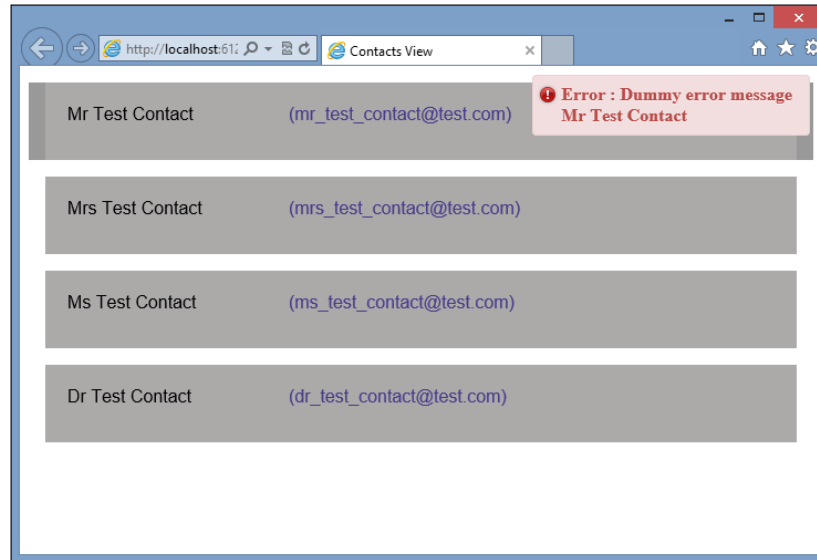 http://localhost:612
Contacts View
Error : Dummy error message
Mr Test Contact
Mr Test Contact (mr_test_contact@test.com)
Mrs Test Contact (mrs_test_contact@test.com)
Ms Test Contact (ms_test_contact@test.com)
Dr Test Contact (dr_test_contact@test.com)